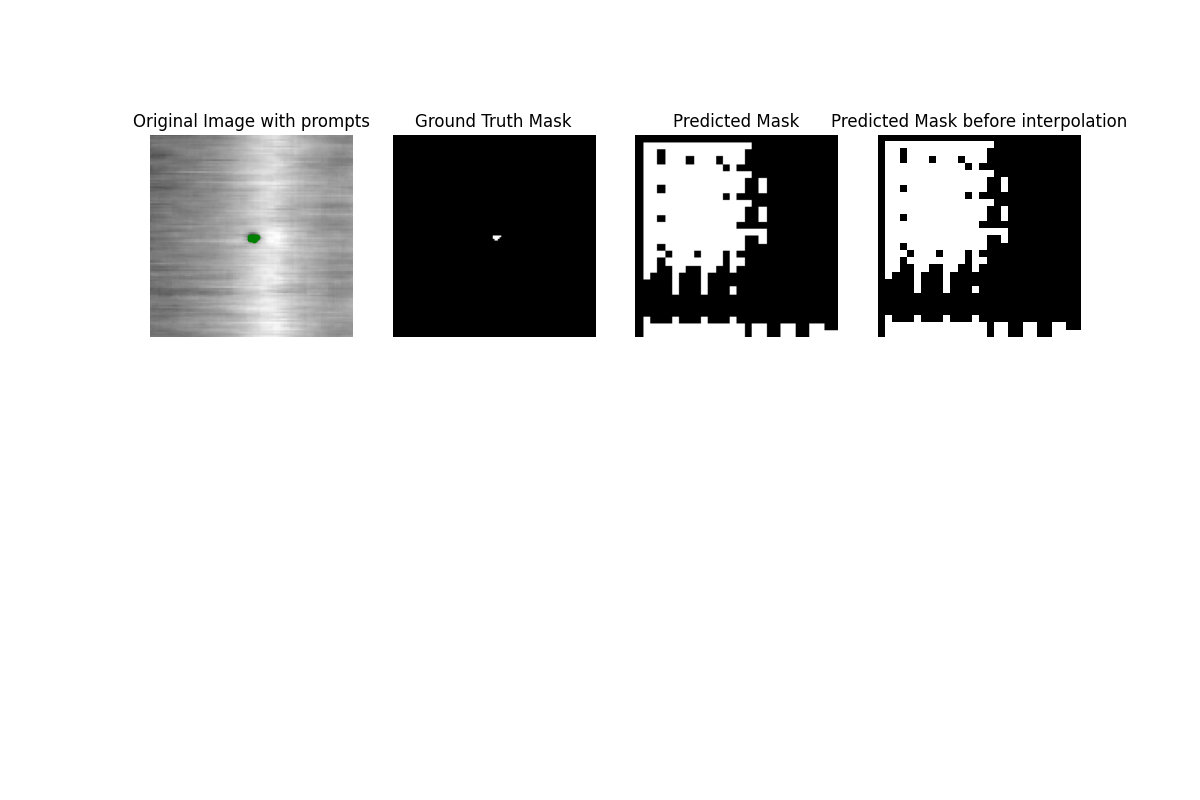 Original Image with prompts
Ground Truth Mask
Predicted Mask
Predicted Mask before interpolation